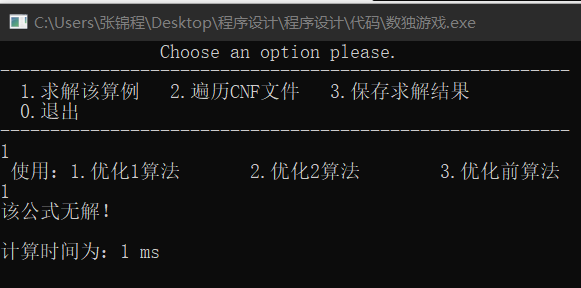 C:\Users\张锦程\Desktop\程序设计\程序设计\代码\数独游戏.exe
Choose an option please.
--------------------------------------------------------
1.求解该算例 2.遍历CNF文件 3.保存求解结果
0.退出
--------------------------------------------------------
1
使用：1.优化1算法 2.优化2算法 3.优化前算法
1
该公式无解！
计算时间为：1 ms